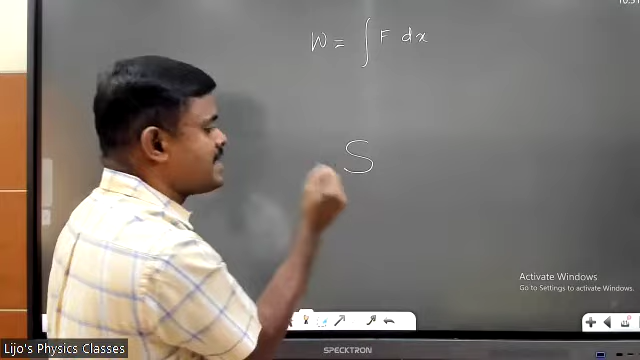 W = ∫ F dx
S
Activate Windows
Go to Settings to activate Windows.
Lijo's Physics Classes
SPECKTRON